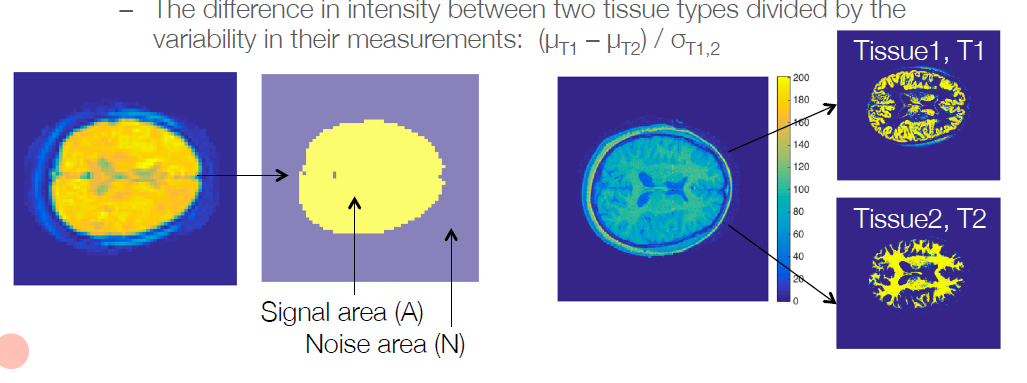 – The difference in intensity between two tissue types divided by the
variability in their measurements: (μT1 – μT2) / σT1,2
Tissue1, T1
200
180
160
140
120
100
80
60
40
20
0
Tissue2, T2
Signal area (A)
Noise area (N)